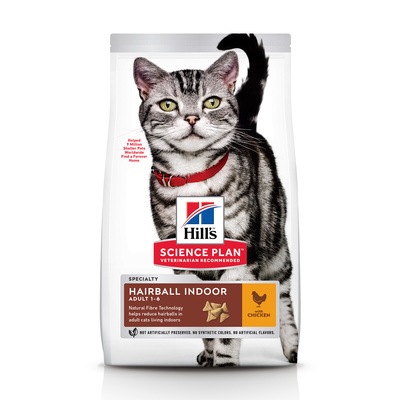 Helped
9 Million
Shelter Pets
Worldwide
Find a Forever
Home
Hill's
SCIENCE PLAN™
VETERINARIAN RECOMMENDED
SPECIALTY
HAIRBALL INDOOR
ADULT 1-6
Natural Fibre Technology
helps reduce hairballs in
adult cats living indoors
with
CHICKEN
NOT ARTIFICIALLY PRESERVED. NO SYNTHETIC COLORS. NO ARTIFICIAL FLAVORS.